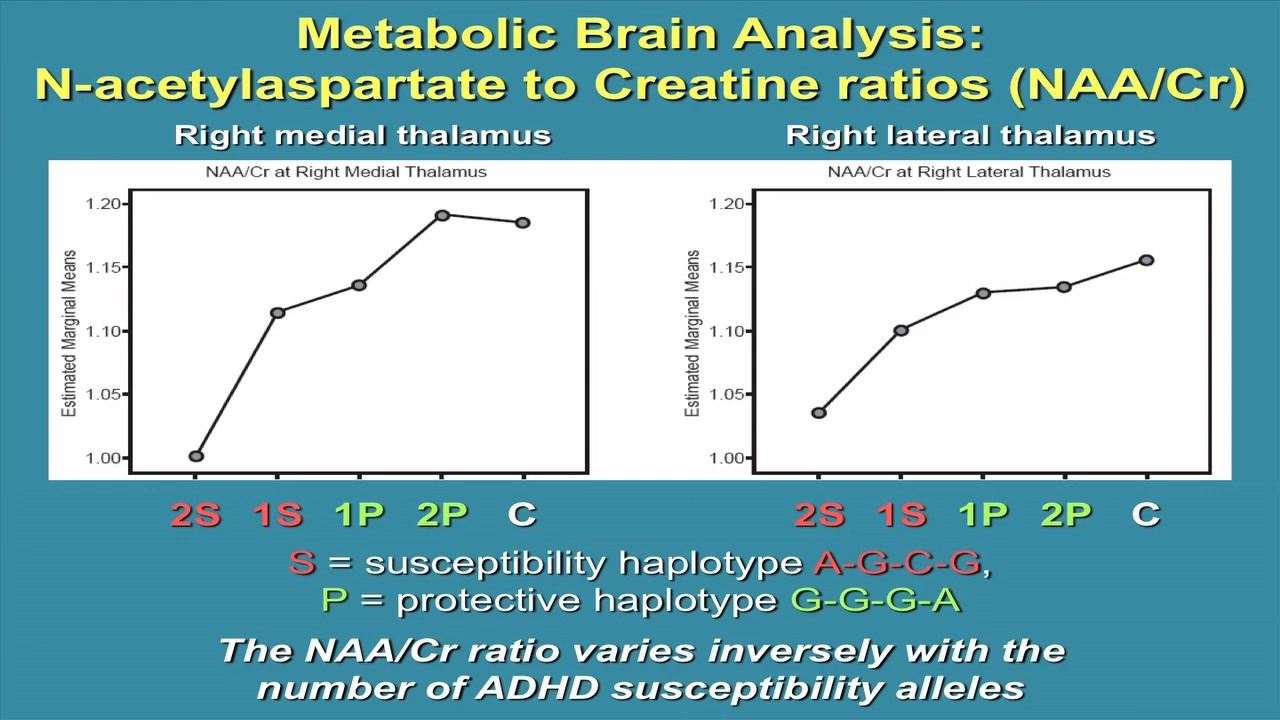 Metabolic Brain Analysis:
N-acetylaspartate to Creatine ratios (NAA/Cr)
Right medial thalamus
NAA/Cr at Right Medial Thalamus
Estimated Marginal Means
1.20
1.15
1.10
1.05
1.00
2S 1S 1P 2P C
Right lateral thalamus
NAA/Cr at Right Lateral Thalamus
Estimated Marginal Means
1.20
1.15
1.10
1.05
1.00
2S 1S 1P 2P C
S = susceptibility haplotype A-G-C-G,
P = protective haplotype G-G-G-A
The NAA/Cr ratio varies inversely with the
number of ADHD susceptibility alleles